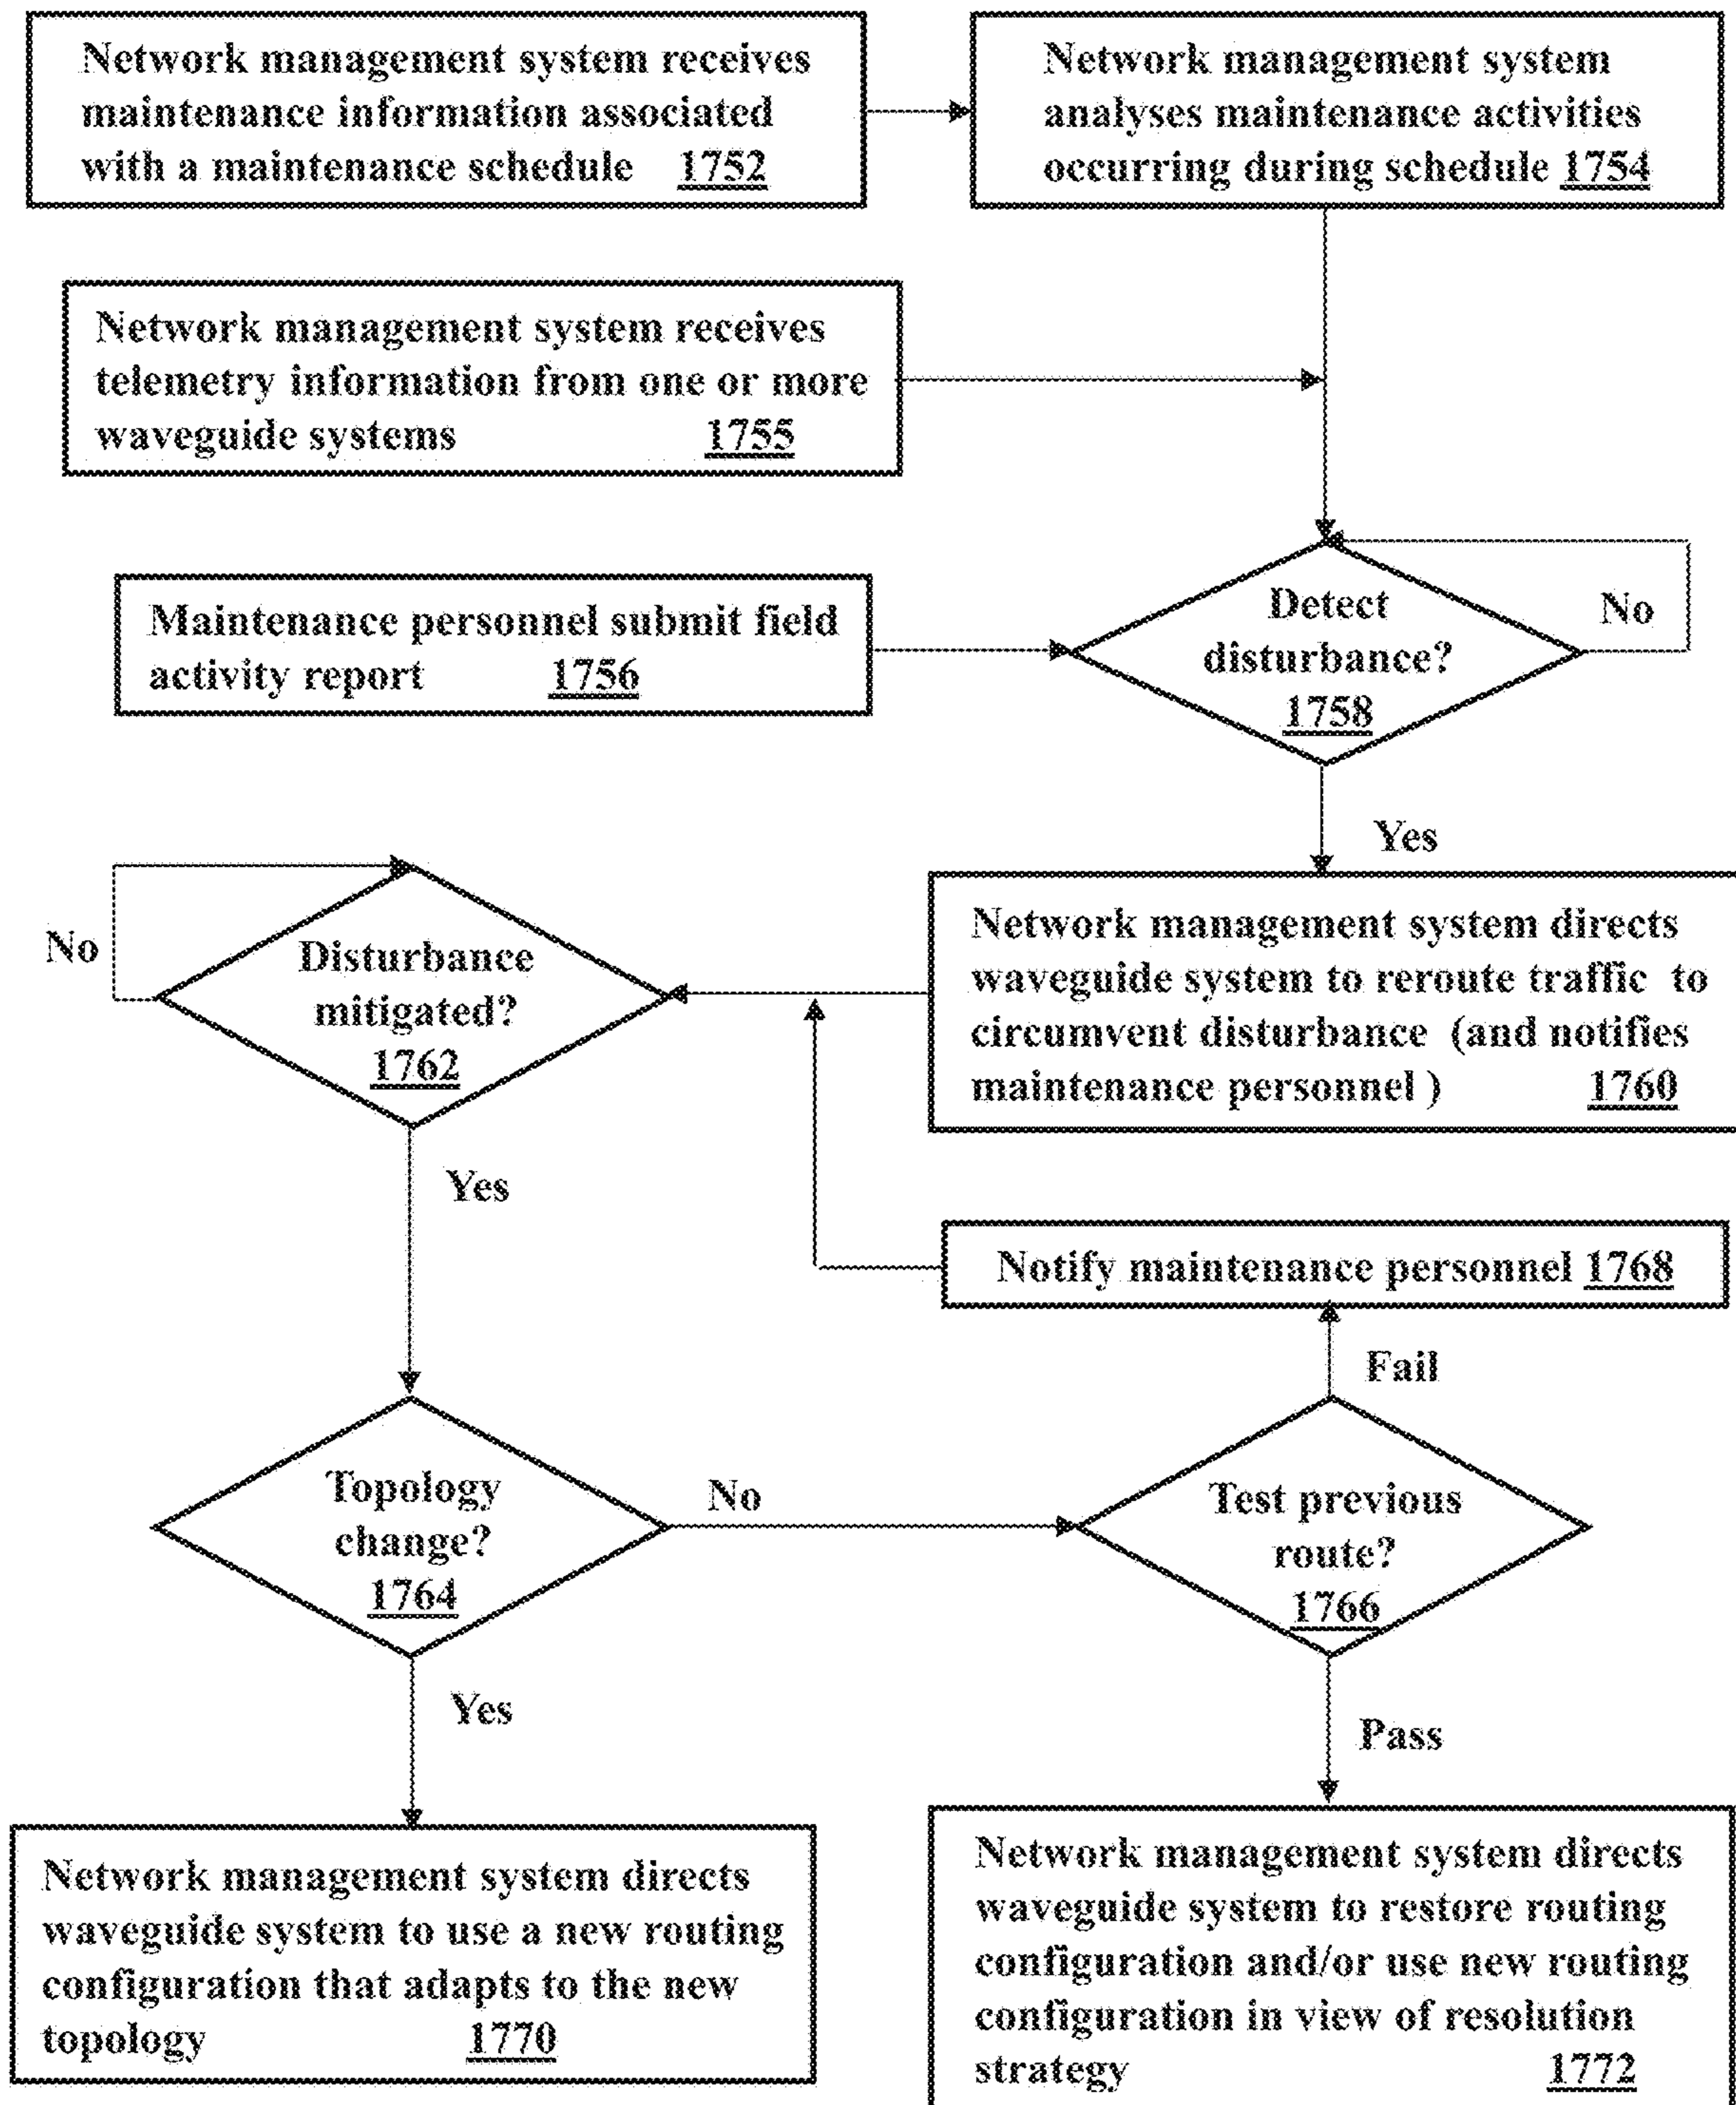 Network management system receives
maintenance information associated
with a maintenance schedule 1752
Network management system
analyses maintenance activities
occurring during schedule 1754
Network management system receives
telemetry information from one or more
waveguide systems 1755
Maintenance personnel submit field
activity report 1756
Detect
disturbance?
1758
No
Yes
Network management system directs
waveguide system to reroute traffic to
circumvent disturbance (and notifies
maintenance personnel ) 1760
No
Disturbance
mitigated?
1762
Yes
Notify maintenance personnel 1768
Fail
Topology
change?
1764
No
Test previous
route?
1766
Yes
Pass
Network management system directs
waveguide system to use a new routing
configuration that adapts to the new
topology 1770
Network management system directs
waveguide system to restore routing
configuration and/or use new routing
configuration in view of resolution
strategy 1772